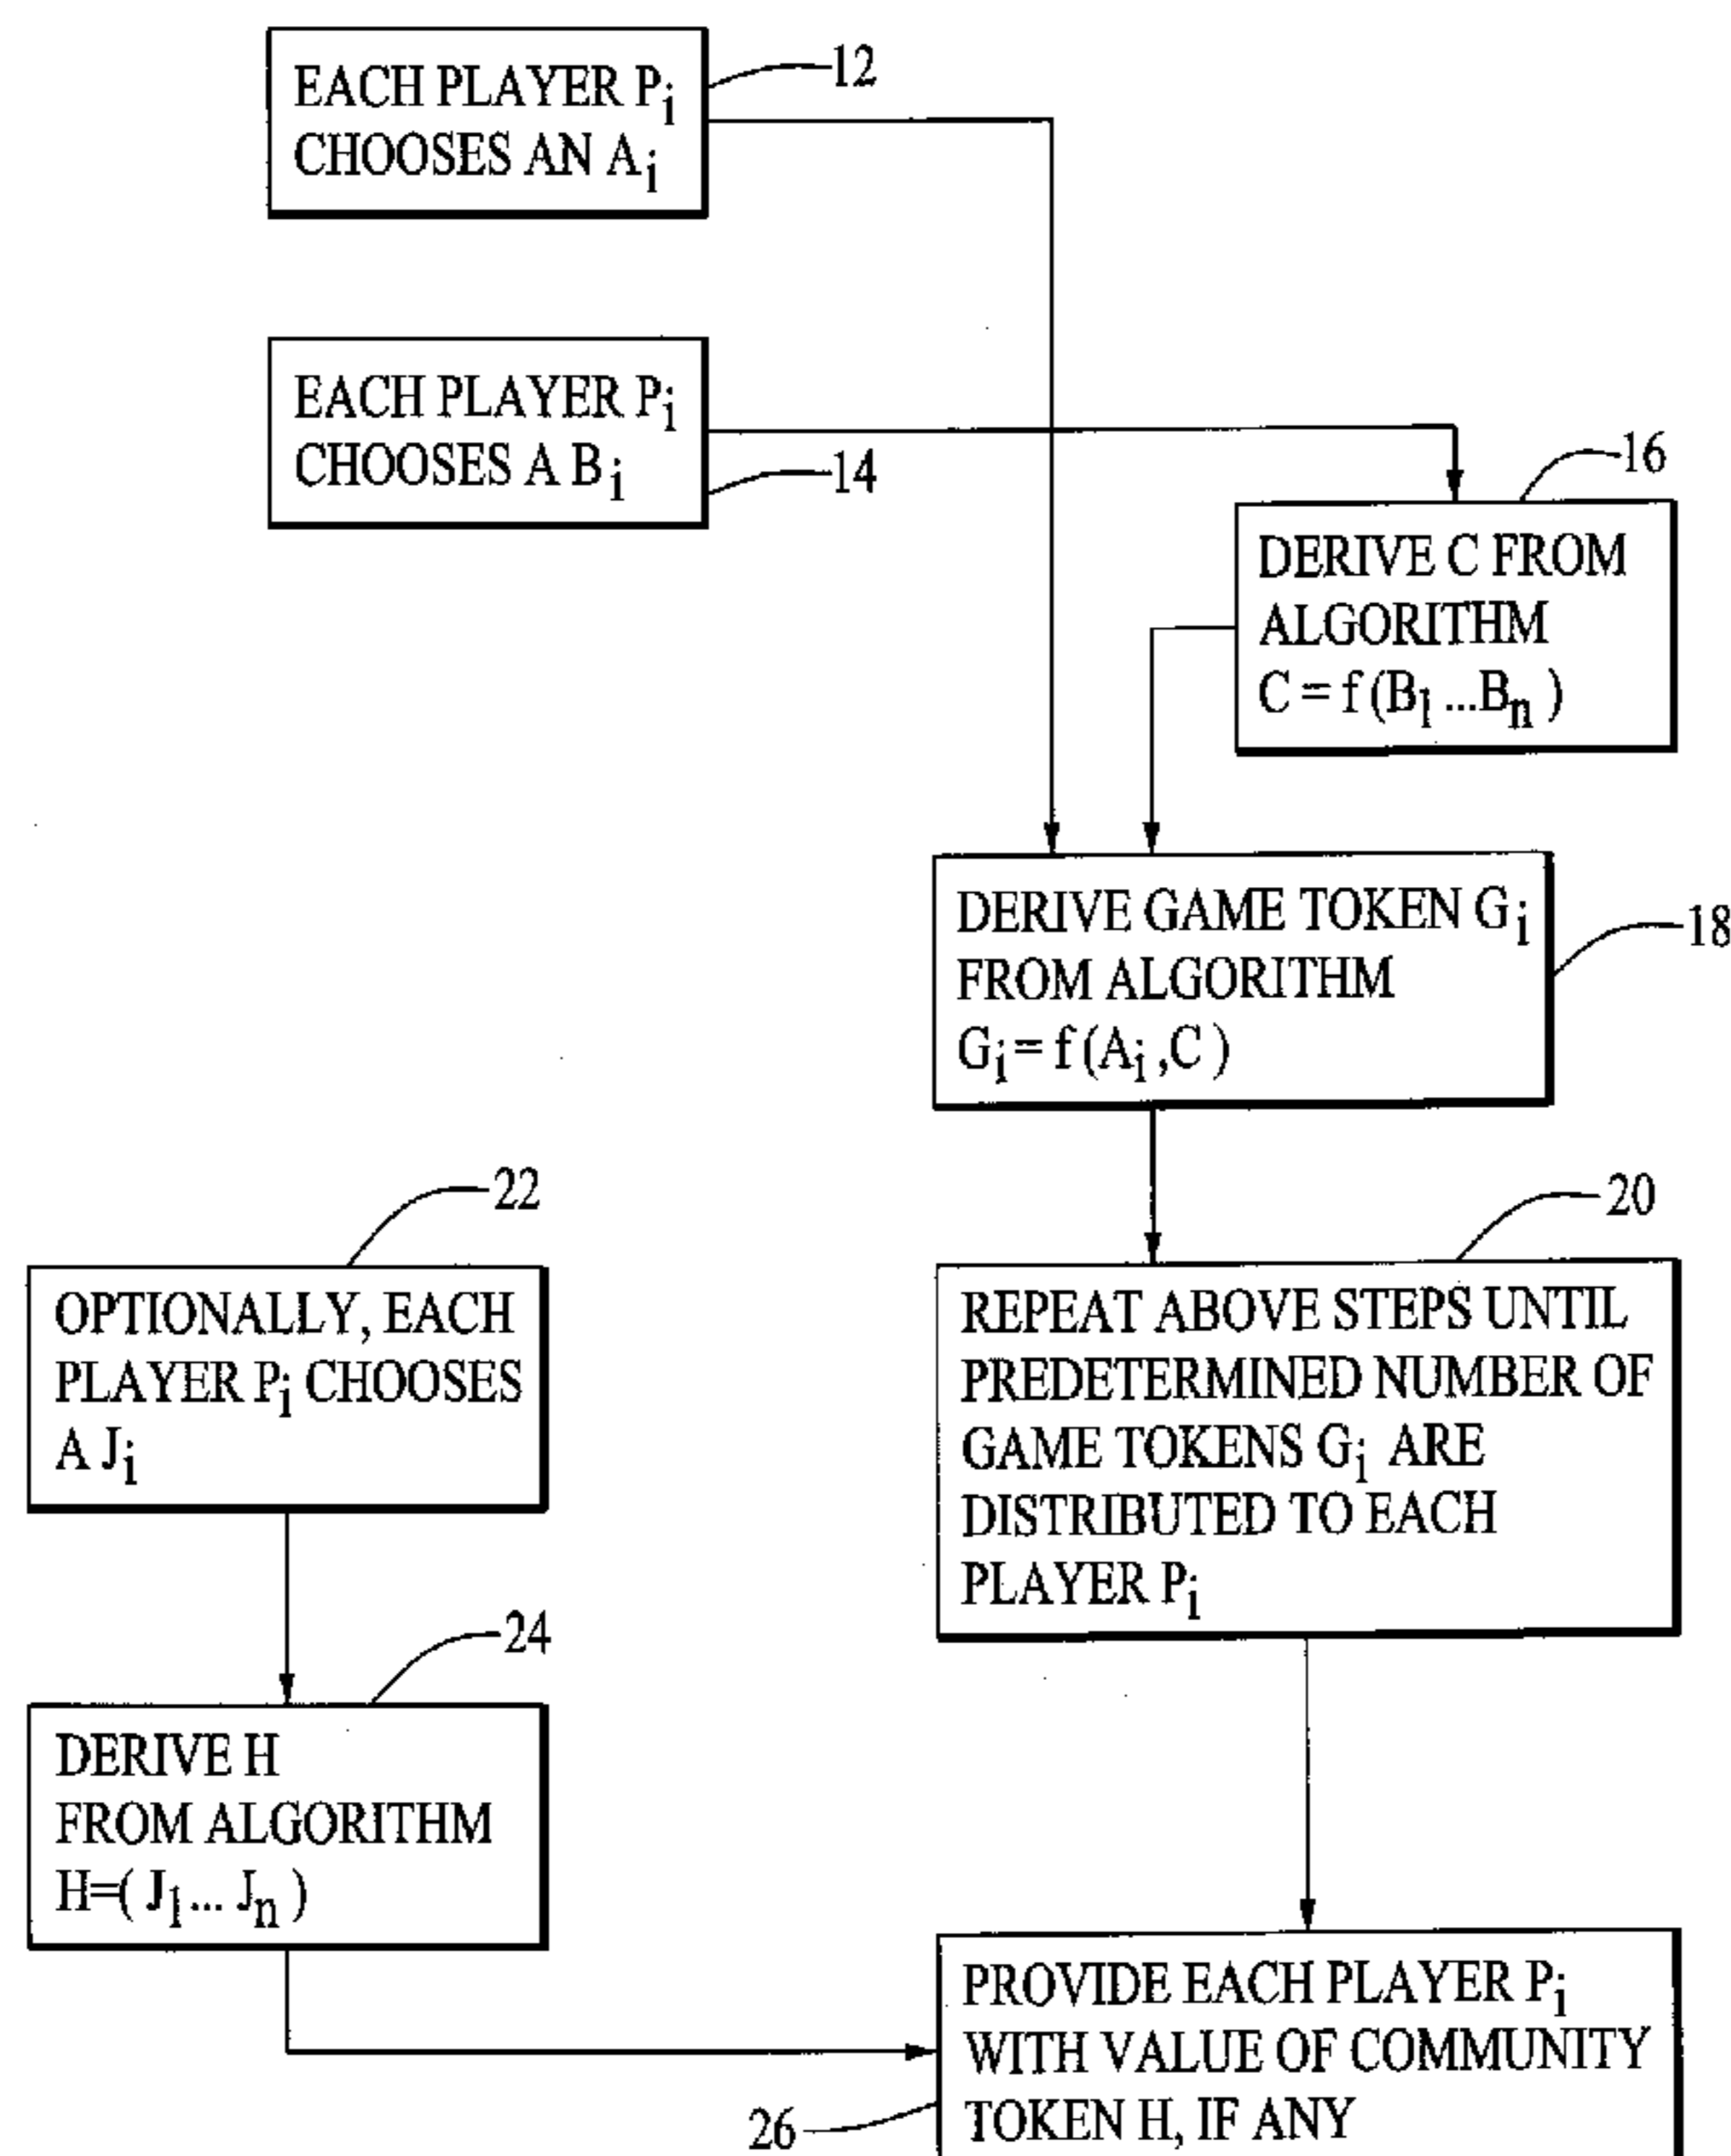 EACH PLAYER Pi
CHOOSES AN Ai
12
EACH PLAYER Pi
CHOOSES A Bi
14
16
DERIVE C FROM
ALGORITHM
C = f (B1 ...Bn )
DERIVE GAME TOKEN Gi
FROM ALGORITHM
Gi = f (Ai ,C )
18
22
OPTIONALLY, EACH
PLAYER Pi CHOOSES
A Ji
20
REPEAT ABOVE STEPS UNTIL
PREDETERMINED NUMBER OF
GAME TOKENS Gi ARE
DISTRIBUTED TO EACH
PLAYER Pi
24
DERIVE H
FROM ALGORITHM
H=( J1 ... Jn )
PROVIDE EACH PLAYER Pi
WITH VALUE OF COMMUNITY
TOKEN H, IF ANY
26